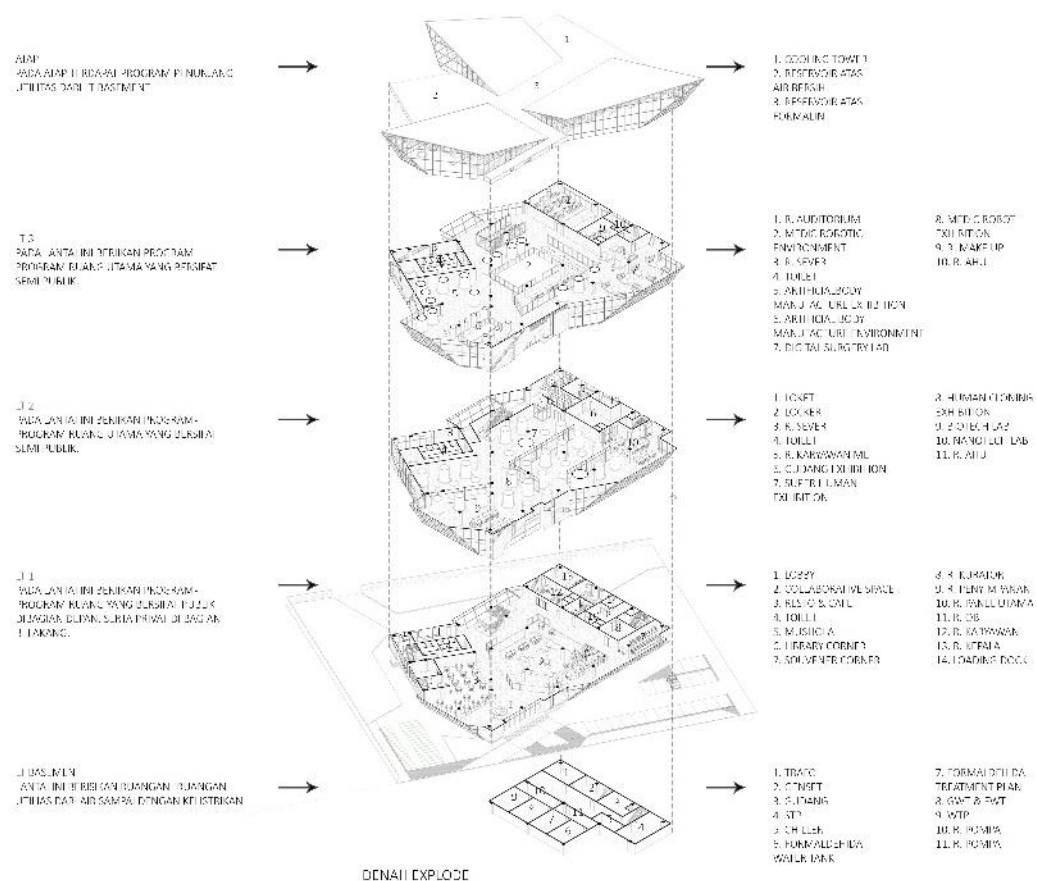 ATAP
PADA ATAP TERDAPAT PROGRAM PENUNJANG
UTILITAS DARI LT BASEMENT
1. COOLING TOWER
2. RESERVOIR ATAS
AIR BERSIH
3. RESERVOIR ATAS
FORMALIN
LT 3
PADA LANTAI INI BERIKAN PROGRAM-
PROGRAM RUANG UTAMA YANG BERSIFAT
SEMI PUBLIK.
1. R. AUDITORIUM
2. MEDIC ROBOTIC
ENVIRONMENT
3. R. SEVER
4. TOILET
5. ARTIFICIAL BODY
MANUFACTURE EXHIBITION
6. ARTIFICIAL BODY
MANUFACTURE ENVIRONMENT
7. DIGITAL SURGERY LAB
8. MEDIC ROBOT
EXHIBITION
9. R. MAKE UP
10. R. AHU
LT 2
PADA LANTAI INI BERIKAN PROGRAM-
PROGRAM RUANG UTAMA YANG BERSIFAT
SEMI PUBLIK.
1. LOKET
2. LOCKER
3. R. SEVER
4. TOILET
5. R. KARYAWAN ME
6. GUDANG EXHIBITION
7. SUPER HUMAN
EXHIBITION
8. HUMAN CLONING
EXHIBITION
9. BIOTECH LAB
10. NANOTECH LAB
11. R. AHU
LT 1
PADA LANTAI INI BERIKAN PROGRAM-
PROGRAM RUANG YANG BERSIFAT PUBLIK
DIBAGIAN DEPAN, SERTA PRIVAT DI BAGIAN
BELAKANG.
1. LOBBY
2. COLLABORATIVE SPACE
3. RESTO & CAFE
4. TOILET
5. MUSHOLA
6. LIBRARY CORNER
7. SOUVENER CORNER
8. R. KURATOR
9. R. PENYIMPANAN
10. R. PANEL UTAMA
11. R. OB
12. R. KARYAWAN
13. R. KEPALA
14. LOADING DOCK
LT BASEMEN
LANTAI INI BERISIKAN RUANGAN - RUANGAN
UTILIAS DARI AIR SAMPAI DENGAN KELISTRIKAN
1. TRAFO
2. GENSET
3. GUDANG
4. STP
5. CHILLER
6. FORMALDEHIDA
WATER TANK
7. FORMALDEHIDA
TREATMENT PLAN
8. GWT & FWT
9. WTP
10. R. POMPA
11. R. POMPA
DENAH EXPLODE